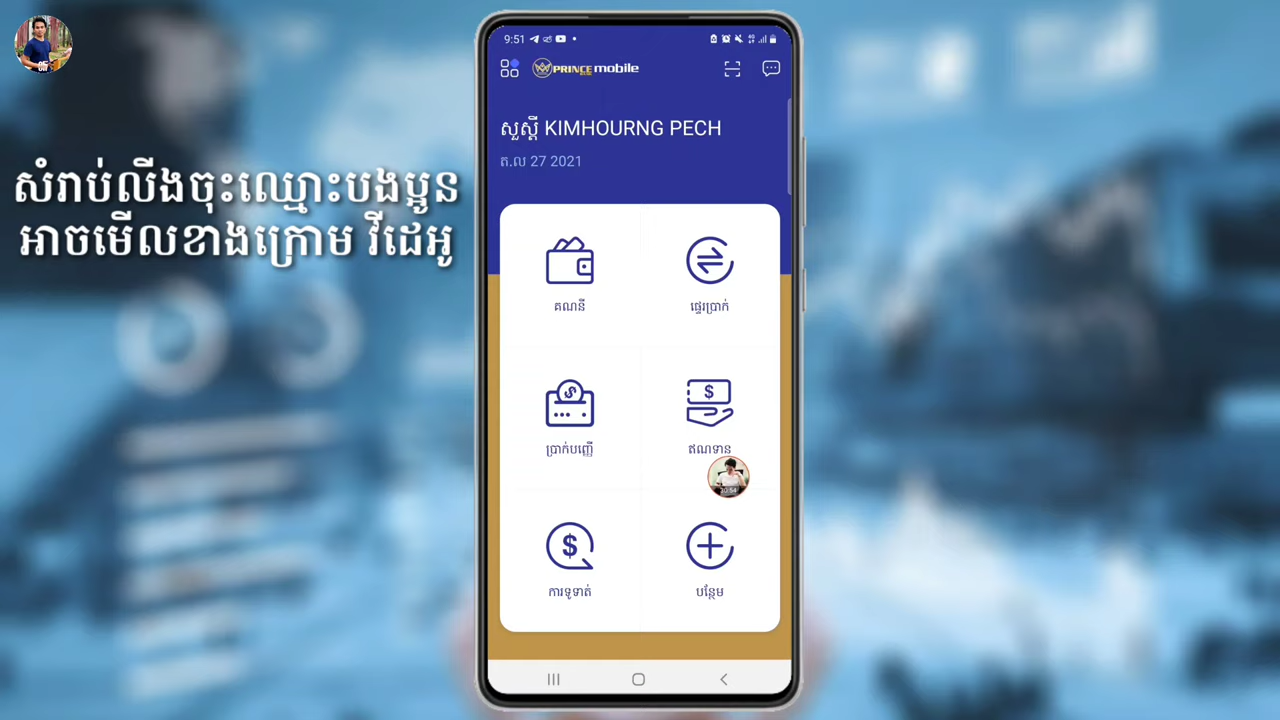 សំរាប់លីងចុះឈ្មោះបងប្អូន
អាចមើលខាងក្រោម វីដេអូ
9:51
PRINCE mobile
សួស្តី KIMHOURNG PECH
ត.ល 27 2021
គណនី
ផ្ទេរប្រាក់
ប្រាក់បញ្ញើ
ឥណទាន
20:54
ការទូទាត់
បន្ថែម